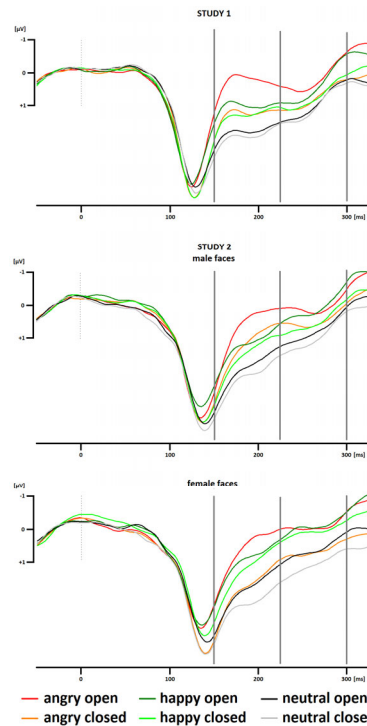 STUDY 1
[µV]
-1
0
+1
0 100 200 300 [ms]
STUDY 2
male faces
[µV]
-1
0
+1
0 100 200 300 [ms]
female faces
[µV]
-1
0
+1
0 100 200 300 [ms]
angry open happy open neutral open
angry closed happy closed neutral closed